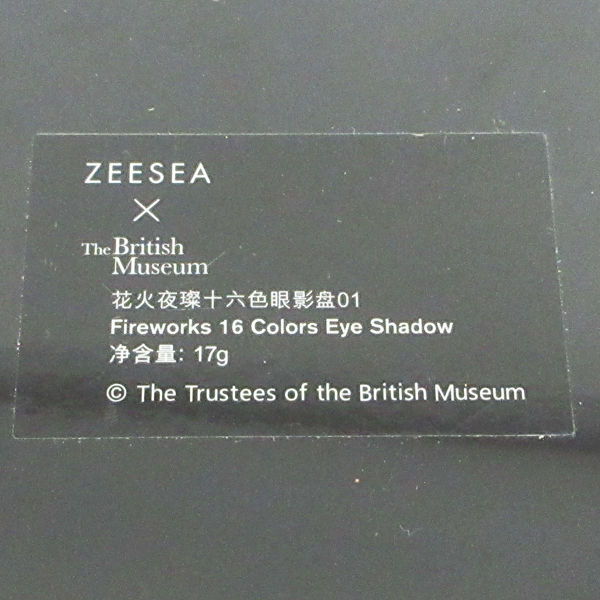 ZEESEA
×
The British
Museum
花火夜璨十六色眼影盘01
Fireworks 16 Colors Eye Shadow
净含量: 17g
© The Trustees of the British Museum